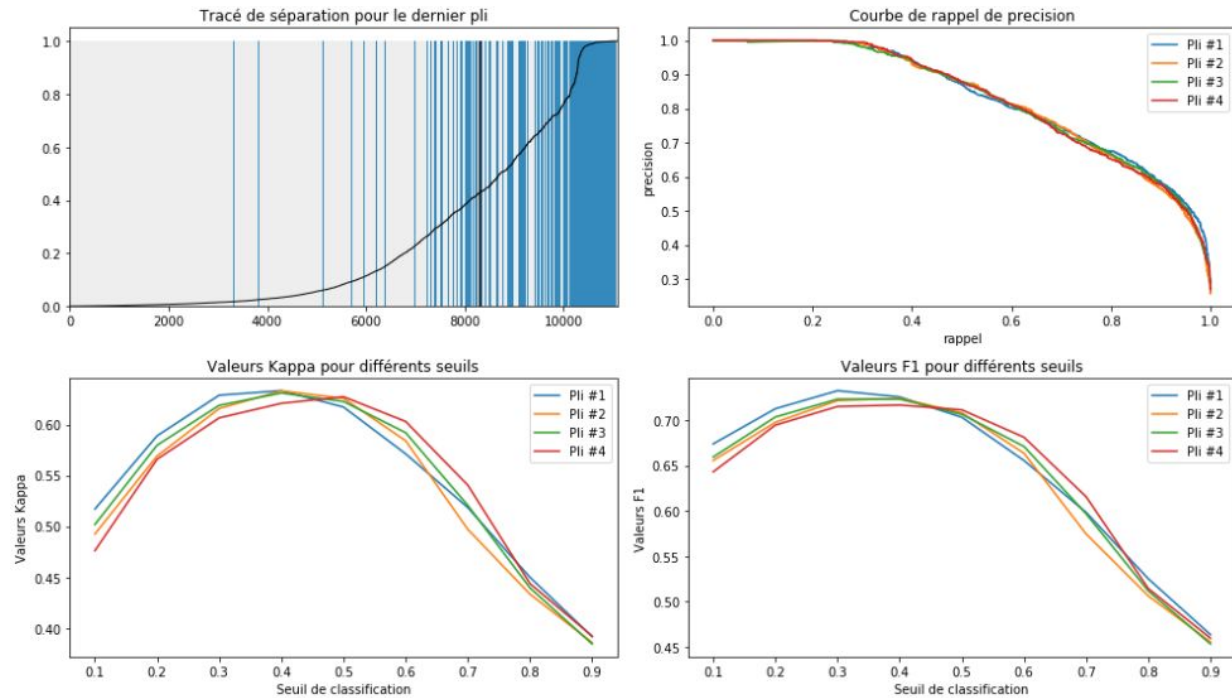 Tracé de séparation pour le dernier pli
1.0
0.8
0.6
0.4
0.2
0.0
0
2000
4000
6000
8000
10000
Courbe de rappel de precision
1.0
0.9
0.8
0.7
0.6
0.5
0.4
0.3
precision
0.0
0.2
0.4
0.6
0.8
1.0
rappel
Pli #1
Pli #2
Pli #3
Pli #4
Valeurs Kappa pour différents seuils
0.60
0.55
0.50
0.45
0.40
Valeurs Kappa
0.1
0.2
0.3
0.4
0.5
0.6
0.7
0.8
0.9
Seuil de classification
Pli #1
Pli #2
Pli #3
Pli #4
Valeurs F1 pour différents seuils
0.70
0.65
0.60
0.55
0.50
0.45
Valeurs F1
0.1
0.2
0.3
0.4
0.5
0.6
0.7
0.8
0.9
Seuil de classification
Pli #1
Pli #2
Pli #3
Pli #4